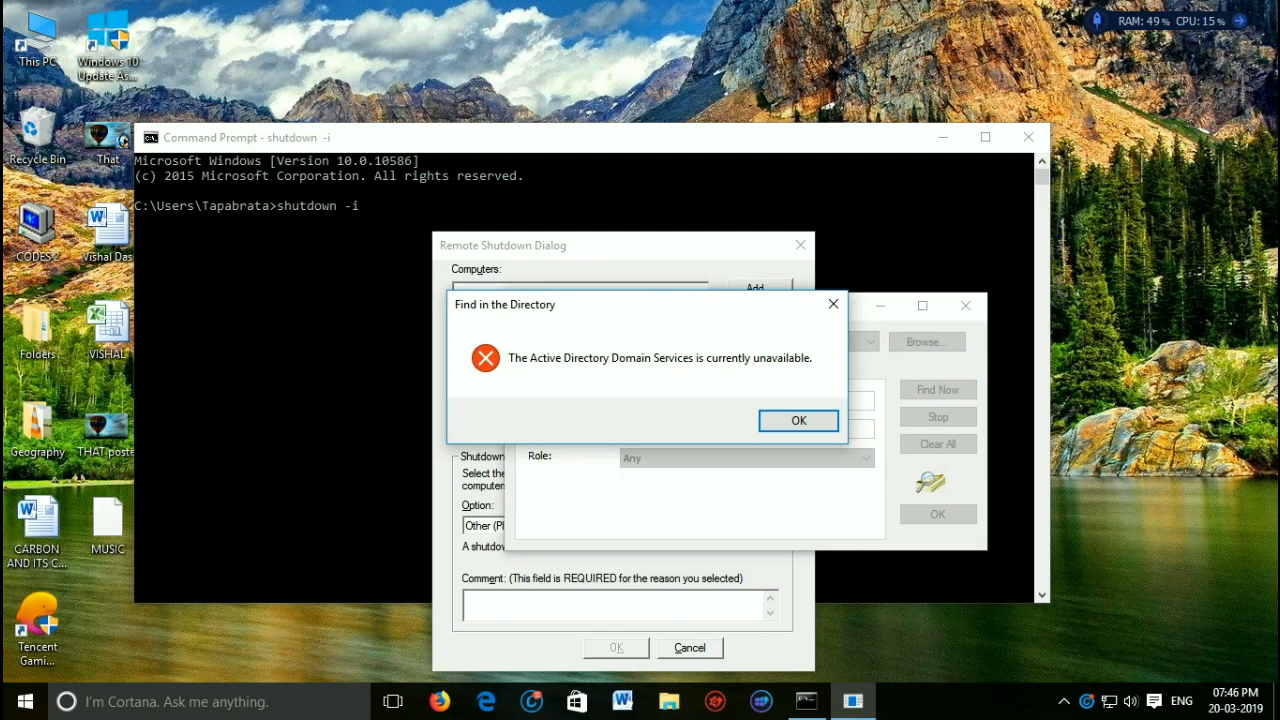 This PC
Windows 10
Update As...
RAM: 49 % CPU: 15 %
Recycle Bin
That
CODES 2
Vishal Das
Folders
VISHAL
Geography
THAT poste
CARBON
AND ITS C...
MUSIC
Tencent
Gami...
Command Prompt - shutdown -i
Microsoft Windows [Version 10.0.10586]
(c) 2015 Microsoft Corporation. All rights reserved.
C:\Users\Tapabrata>shutdown -i
Remote Shutdown Dialog
Computers:
Add
Find in the Directory
The Active Directory Domain Services is currently unavailable.
OK
Browse...
Find Now
Stop
Clear All
OK
Role:
Any
Shutdown
Select the
computer
Option:
Other (Pl
A shutdow
Comment: (This field is REQUIRED for the reason you selected)
OK
Cancel
I'm Cortana. Ask me anything.
ENG
07:46 PM
20-03-2019